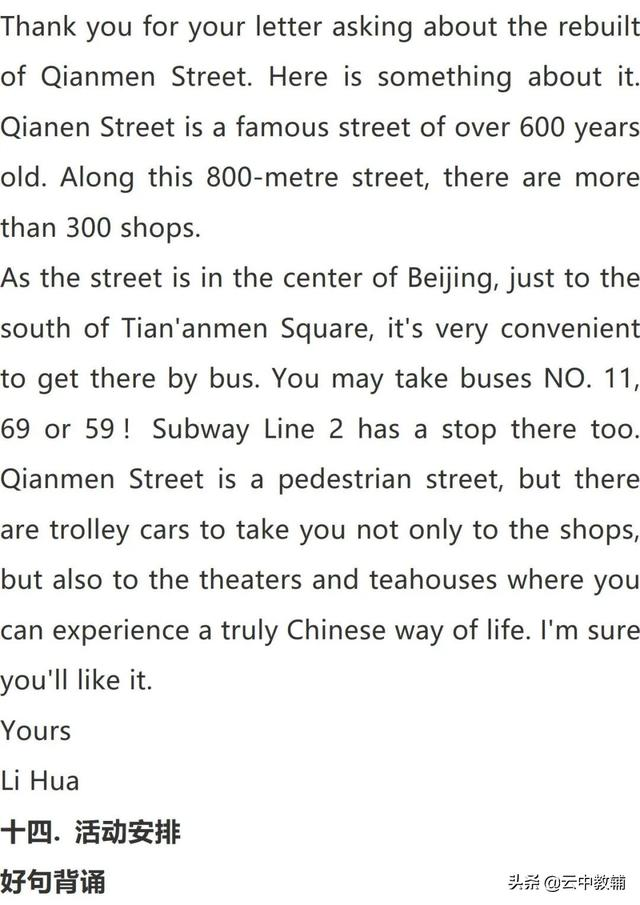 Thank you for your letter asking about the rebuilt
of Qianmen Street. Here is something about it.
Qianen Street is a famous street of over 600 years
old. Along this 800-metre street, there are more
than 300 shops.
As the street is in the center of Beijing, just to the
south of Tian'anmen Square, it's very convenient
to get there by bus. You may take buses NO. 11,
69 or 59！ Subway Line 2 has a stop there too.
Qianmen Street is a pedestrian street, but there
are trolley cars to take you not only to the shops,
but also to the theaters and teahouses where you
can experience a truly Chinese way of life. I'm sure
you'll like it.
Yours
Li Hua
十四. 活动安排
好句背诵
头条 @云中教辅